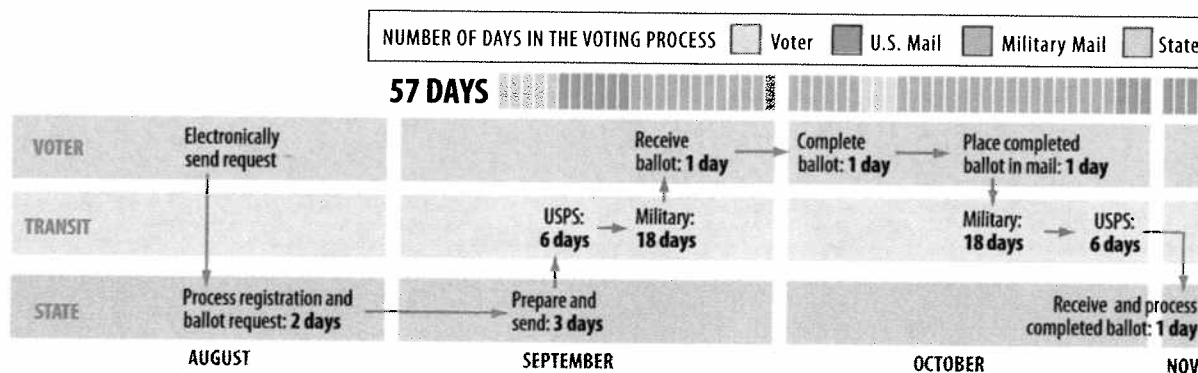 NUMBER OF DAYS IN THE VOTING PROCESS Voter U.S. Mail Military Mail State
57 DAYS
VOTER
Electronically
send request
Receive
ballot: 1 day
Complete
ballot: 1 day
Place completed
ballot in mail: 1 day
TRANSIT
USPS:
6 days
Military:
18 days
Military:
18 days
USPS:
6 days
STATE
Process registration and
ballot request: 2 days
Prepare and
send: 3 days
Receive and process
completed ballot: 1 day
AUGUST
SEPTEMBER
OCTOBER
NOV